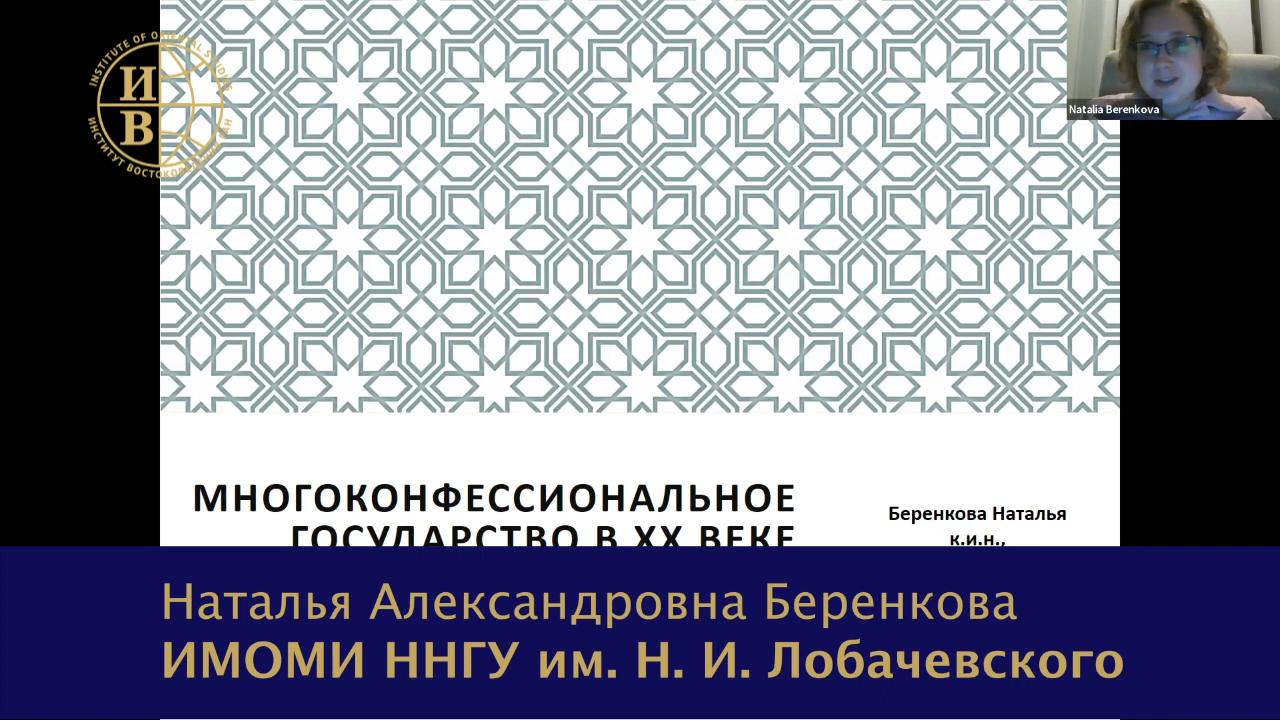 INSTITUTE OF ORIENTAL STUDIES
ИВ
ИНСТИТУТ ВОСТОКОВЕДЕНИЯ РАН
Natalia Berenkova
МНОГОКОНФЕССИОНАЛЬНОЕ
ГОСУДАРСТВО В XX ВЕКЕ
Беренкова Наталья
к.и.н.,
Наталья Александровна Беренкова
ИМОМИ ННГУ им. Н. И. Лобачевского